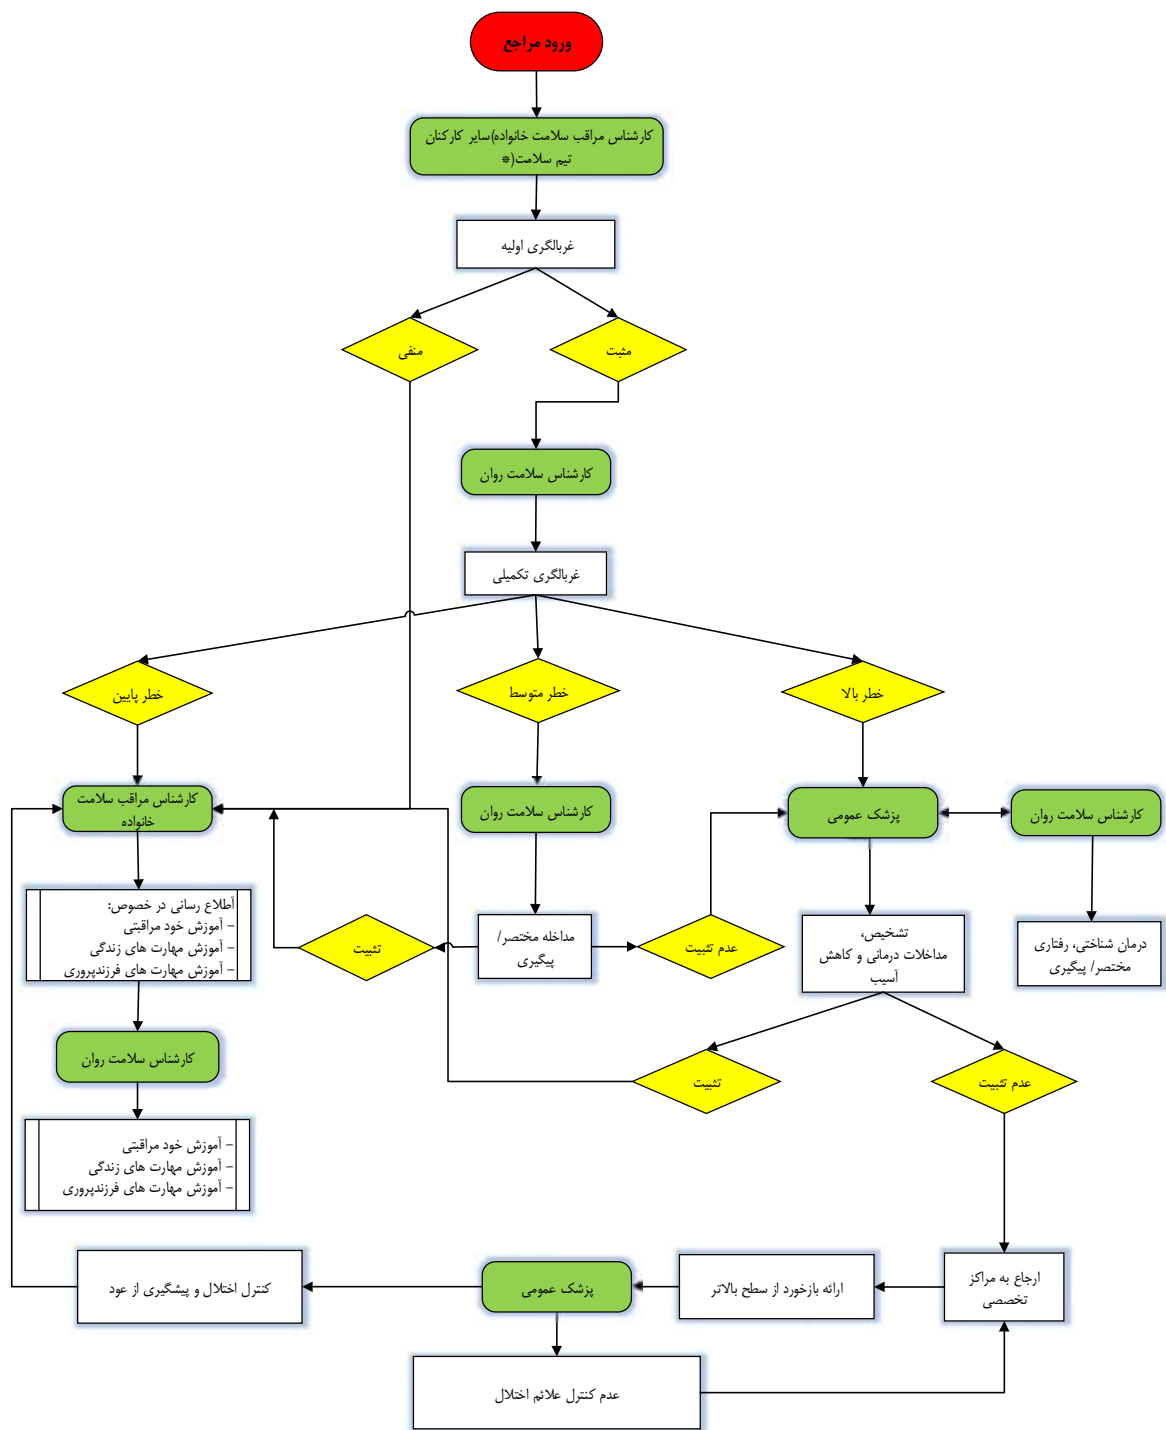 ورود مراجع
کارشناس مراقب سلامت خانواده)سایر کارکنان
تیم سلامت(*
غربالگری اولیه
مثبت
منفی
کارشناس سلامت روان
غربالگری تکمیلی
خطر بالا
خطر متوسط
خطر پایین
کارشناس سلامت روان
پزشک عمومی
کارشناس سلامت روان
کارشناس مراقب سلامت
خانواده
درمان شناختی، رفتاری
مختصر/ پیگیری
تشخیص،
مداخلات درمانی و کاهش
آسیب
عدم تثبیت
مداخله مختصر/
پیگیری
تثبیت
اطلاع رسانی در خصوص:
- آموزش خود مراقبتی
- آموزش مهارت های زندگی
- آموزش مهارت های فرزندپروری
عدم تثبیت
تثبیت
کارشناس سلامت روان
- آموزش خود مراقبتی
- آموزش مهارت های زندگی
- آموزش مهارت های فرزندپروری
ارجاع به مراکز
تخصصی
ارائه بازخورد از سطح بالاتر
پزشک عمومی
کنترل اختلال و پیشگیری از عود
عدم کنترل علائم اختلال